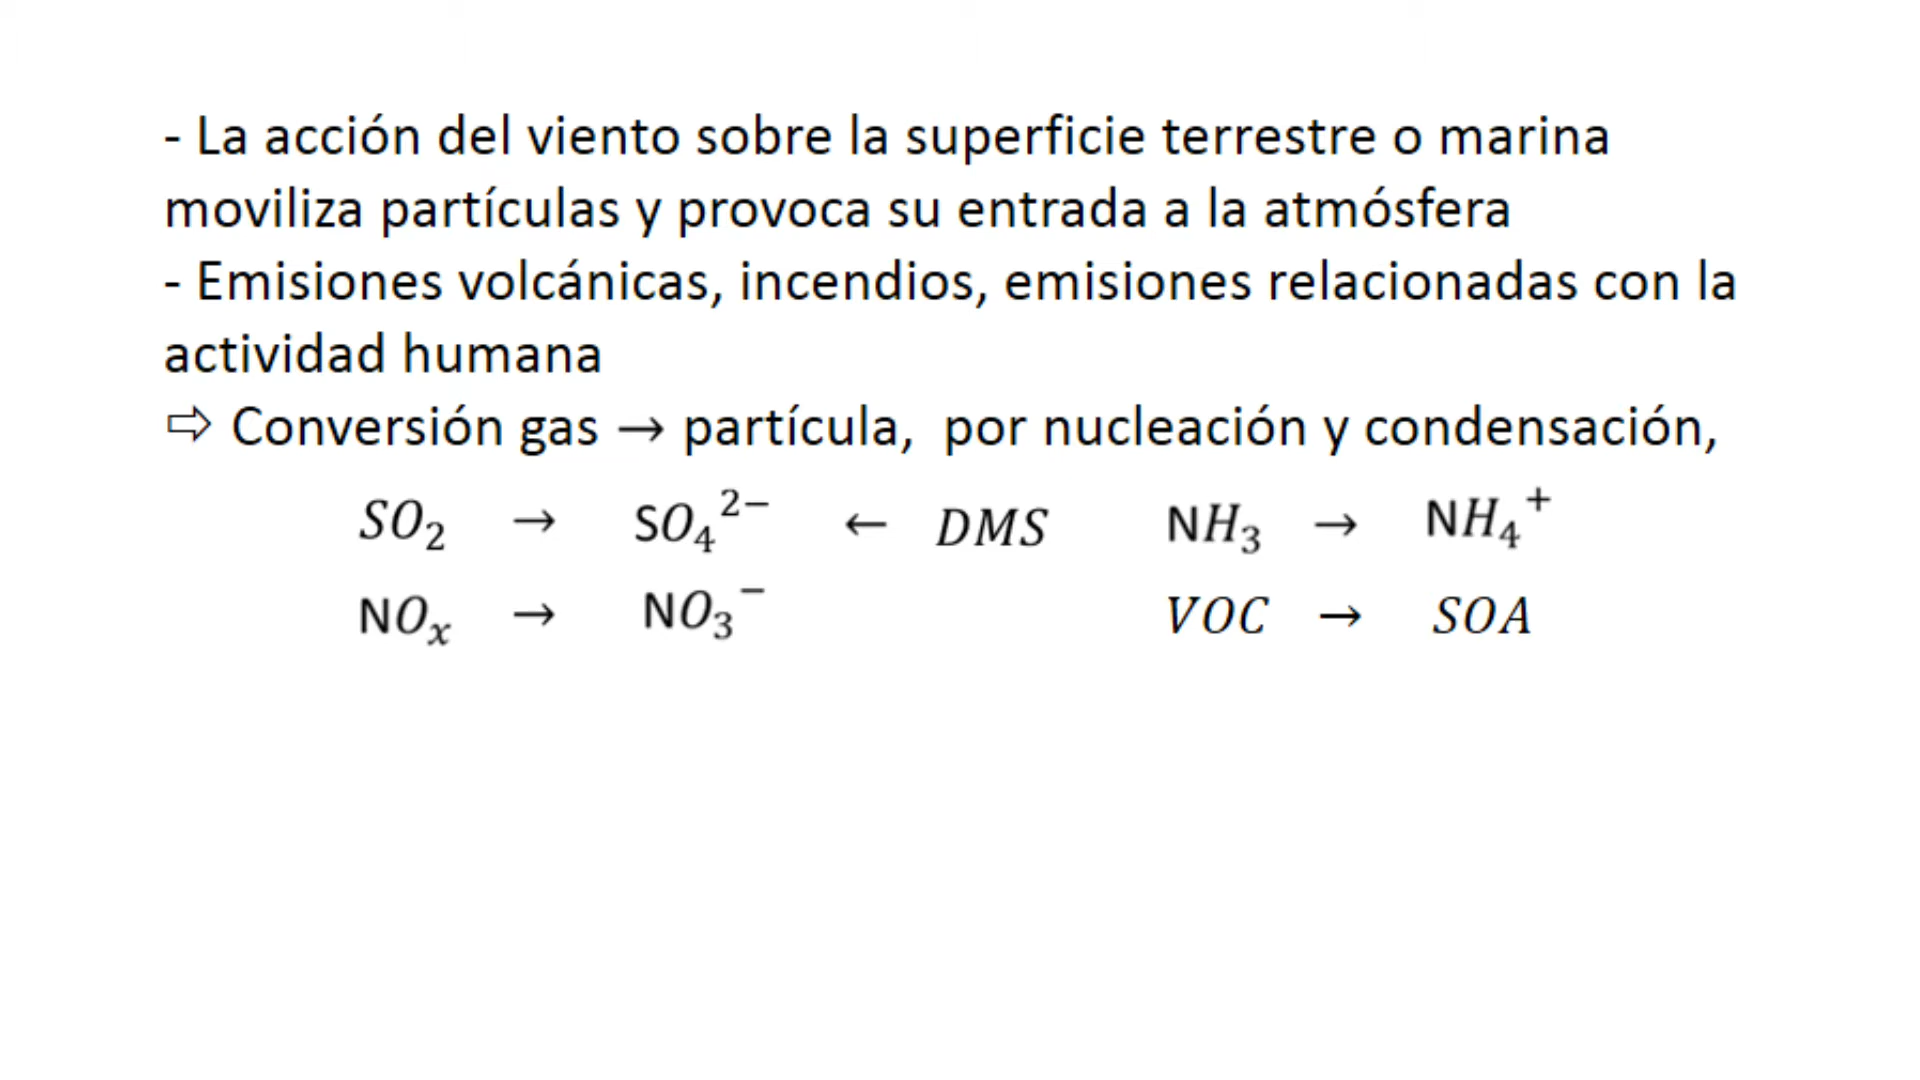 - La acción del viento sobre la superficie terrestre o marina
moviliza partículas y provoca su entrada a la atmósfera
- Emisiones volcánicas, incendios, emisiones relacionadas con la
actividad humana
⇨ Conversión gas → partícula, por nucleación y condensación,
SO₂ → SO₄²⁻ ← DMS NH₃ → NH₄⁺
NOₓ → NO₃⁻ VOC → SOA